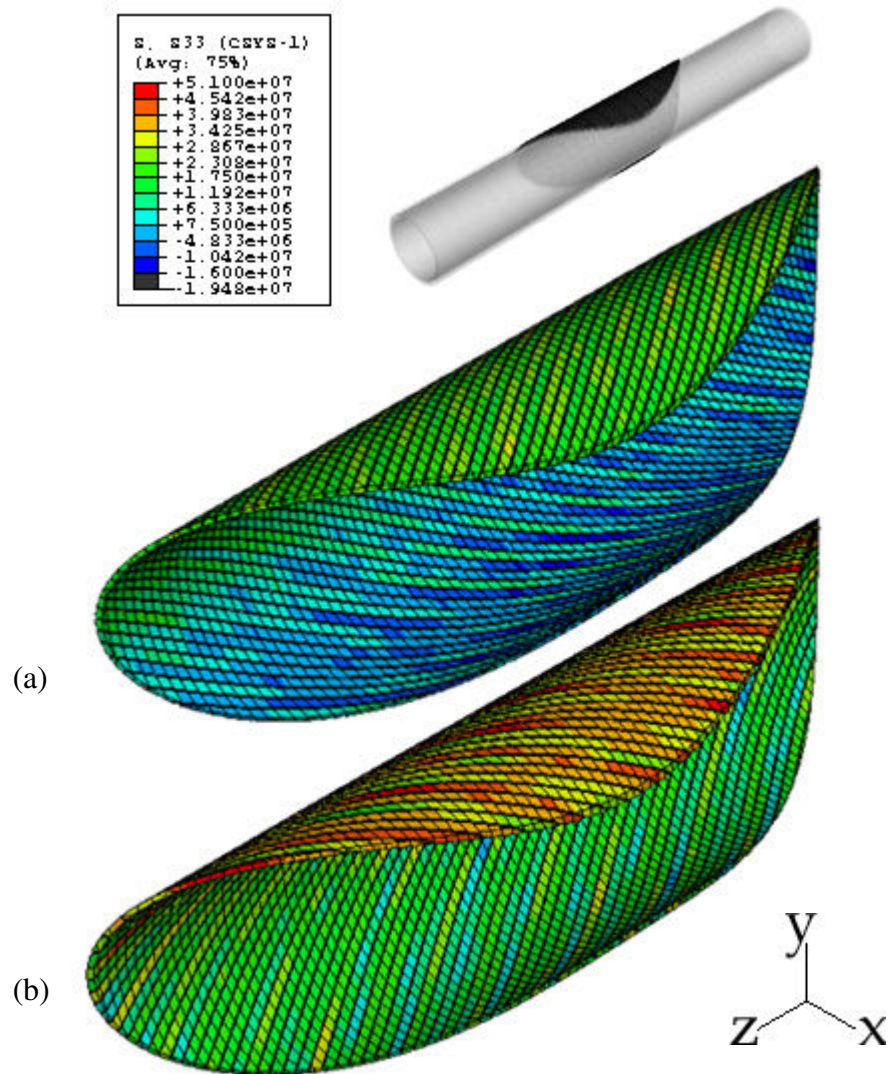 s, s33 (csys-1)
(Avg: 75%)
+5.100e+07
+4.542e+07
+3.983e+07
+3.425e+07
+2.867e+07
+2.308e+07
+1.750e+07
+1.192e+07
+6.333e+06
+7.500e+05
-4.833e+06
-1.042e+07
-1.600e+07
-1.948e+07
(a)
(b)
y
z x